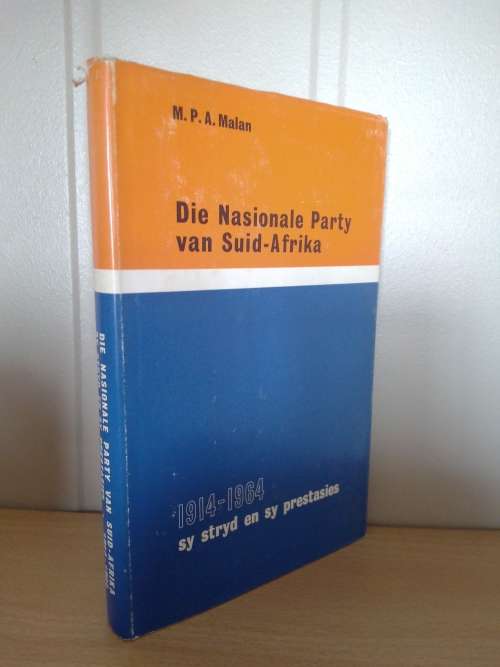 M. P. A. Malan
Die Nasionale Party
van Suid-Afrika
1914-1964
sy stryd en sy prestasies
DIE NASIONALE PARTY VAN SUID-AFRIKA